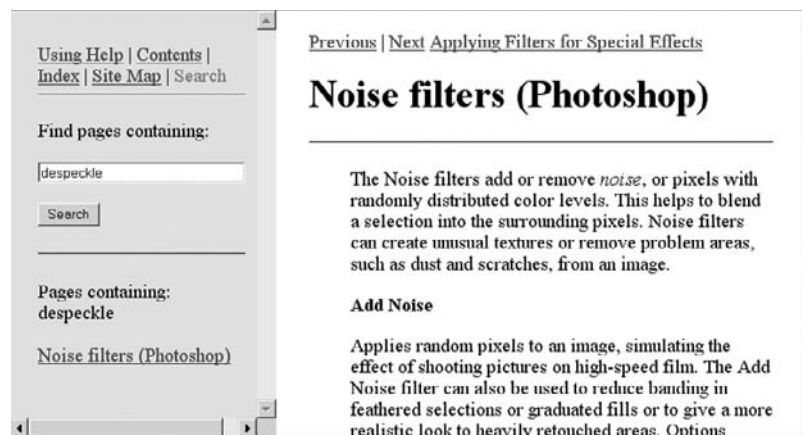 Using Help | Contents |
Index | Site Map | Search
Find pages containing:
despeckle
Search
Pages containing:
despeckle
Noise filters (Photoshop)
Previous | Next Applying Filters for Special Effects
Noise filters (Photoshop)
The Noise filters add or remove noise, or pixels with
randomly distributed color levels. This helps to blend
a selection into the surrounding pixels. Noise filters
can create unusual textures or remove problem areas,
such as dust and scratches, from an image.
Add Noise
Applies random pixels to an image, simulating the
effect of shooting pictures on high-speed film. The Add
Noise filter can also be used to reduce banding in
feathered selections or graduated fills or to give a more
realistic look to heavily retouched areas. Options